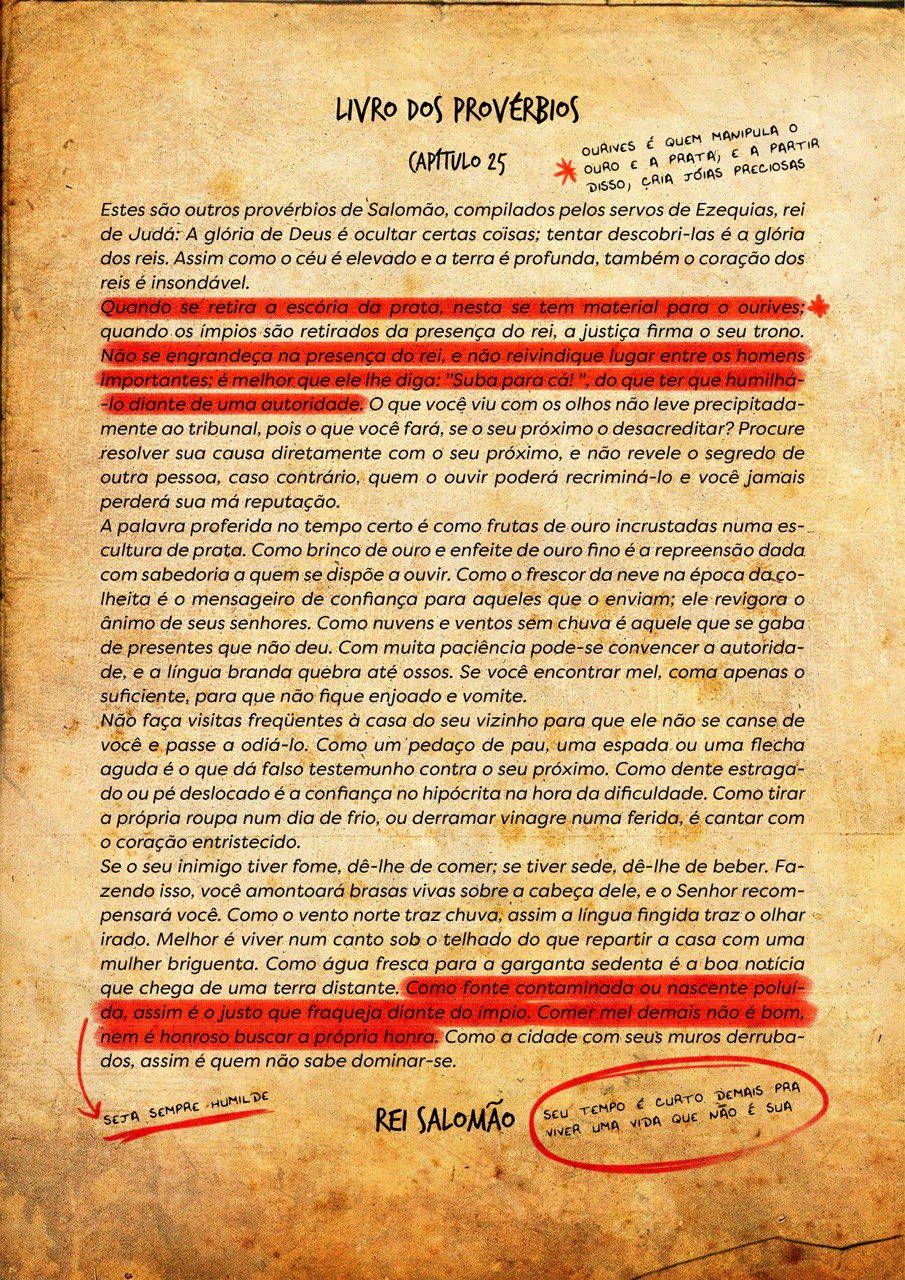 LIVRO DOS PROVÉRBIOS
CAPÍTULO 25
OURIVES É QUEM MANIPULA O
OURO E A PRATA, E A PARTIR
DISSO, CRIA JÓIAS PRECIOSAS
Estes são outros provérbios de Salomão, compilados pelos servos de Ezequias, rei
de Judá: A glória de Deus é ocultar certas coisas; tentar descobri-las é a glória
dos reis. Assim como o céu é elevado e a terra é profunda, também o coração dos
reis é insondável.
Quando se retira a escória da prata, nesta se tem material para o ourives;
quando os ímpios são retirados da presença do rei, a justiça firma o seu trono.
Não se engrandeça na presença do rei, e não reivindique lugar entre os homens
importantes; é melhor que ele lhe diga: "Suba para cá! ", do que ter que humilhá-
-lo diante de uma autoridade. O que você viu com os olhos não leve precipitada-
mente ao tribunal, pois o que você fará, se o seu próximo o desacreditar? Procure
resolver sua causa diretamente com o seu próximo, e não revele o segredo de
outra pessoa, caso contrário, quem o ouvir poderá recriminá-lo e você jamais
perderá sua má reputação.
A palavra proferida no tempo certo é como frutas de ouro incrustadas numa es-
cultura de prata. Como brinco de ouro e enfeite de ouro fino é a repreensão dada
com sabedoria a quem se dispõe a ouvir. Como o frescor da neve na época da co-
lheita é o mensageiro de confiança para aqueles que o enviam; ele revigora o
ânimo de seus senhores. Como nuvens e ventos sem chuva é aquele que se gaba
de presentes que não deu. Com muita paciência pode-se convencer a autorida-
de, e a língua branda quebra até ossos. Se você encontrar mel, coma apenas o
suficiente, para que não fique enjoado e vomite.
Não faça visitas freqüentes à casa do seu vizinho para que ele não se canse de
você e passe a odiá-lo. Como um pedaço de pau, uma espada ou uma flecha
aguda é o que dá falso testemunho contra o seu próximo. Como dente estraga-
do ou pé deslocado é a confiança no hipócrita na hora da dificuldade. Como tirar
a própria roupa num dia de frio, ou derramar vinagre numa ferida, é cantar com
o coração entristecido.
Se o seu inimigo tiver fome, dê-lhe de comer; se tiver sede, dê-lhe de beber. Fa-
zendo isso, você amontoará brasas vivas sobre a cabeça dele, e o Senhor recom-
pensará você. Como o vento norte traz chuva, assim a língua fingida traz o olhar
irado. Melhor é viver num canto sob o telhado do que repartir a casa com uma
mulher briguenta. Como água fresca para a garganta sedenta é a boa notícia
que chega de uma terra distante. Como fonte contaminada ou nascente poluí-
da, assim é o justo que fraqueja diante do ímpio. Comer mel demais não é bom,
nem é honroso buscar a própria honra. Como a cidade com seus muros derruba-
dos, assim é quem não sabe dominar-se.
SEJA SEMPRE HUMILDE
REI SALOMÃO
SEU TEMPO É CURTO DEMAIS PRA
VIVER UMA VIDA QUE NÃO É SUA